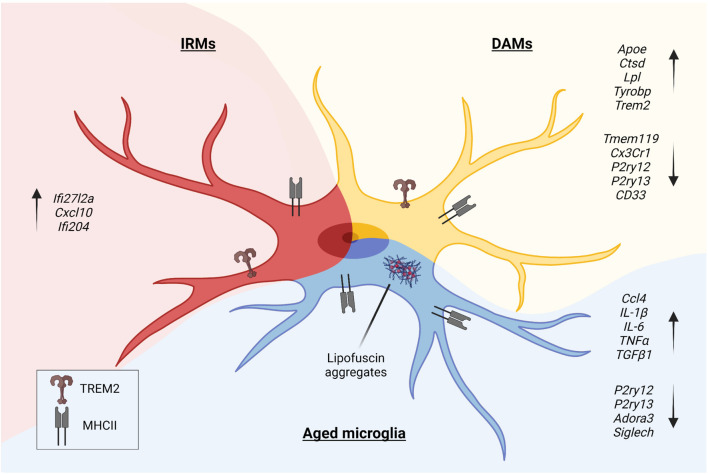 IRMs
DAMs
Apoe
Ctsd
Lpl
Tyrobp
Trem2
Tmem119
Cx3Cr1
P2ry12
P2ry13
CD33
Ifi27l2a
Cxcl10
Ifi204
Ccl4
IL-1β
IL-6
TNFα
TGFβ1
P2ry12
P2ry13
Adora3
Siglech
Lipofuscin
aggregates
TREM2
MHCII
Aged microglia